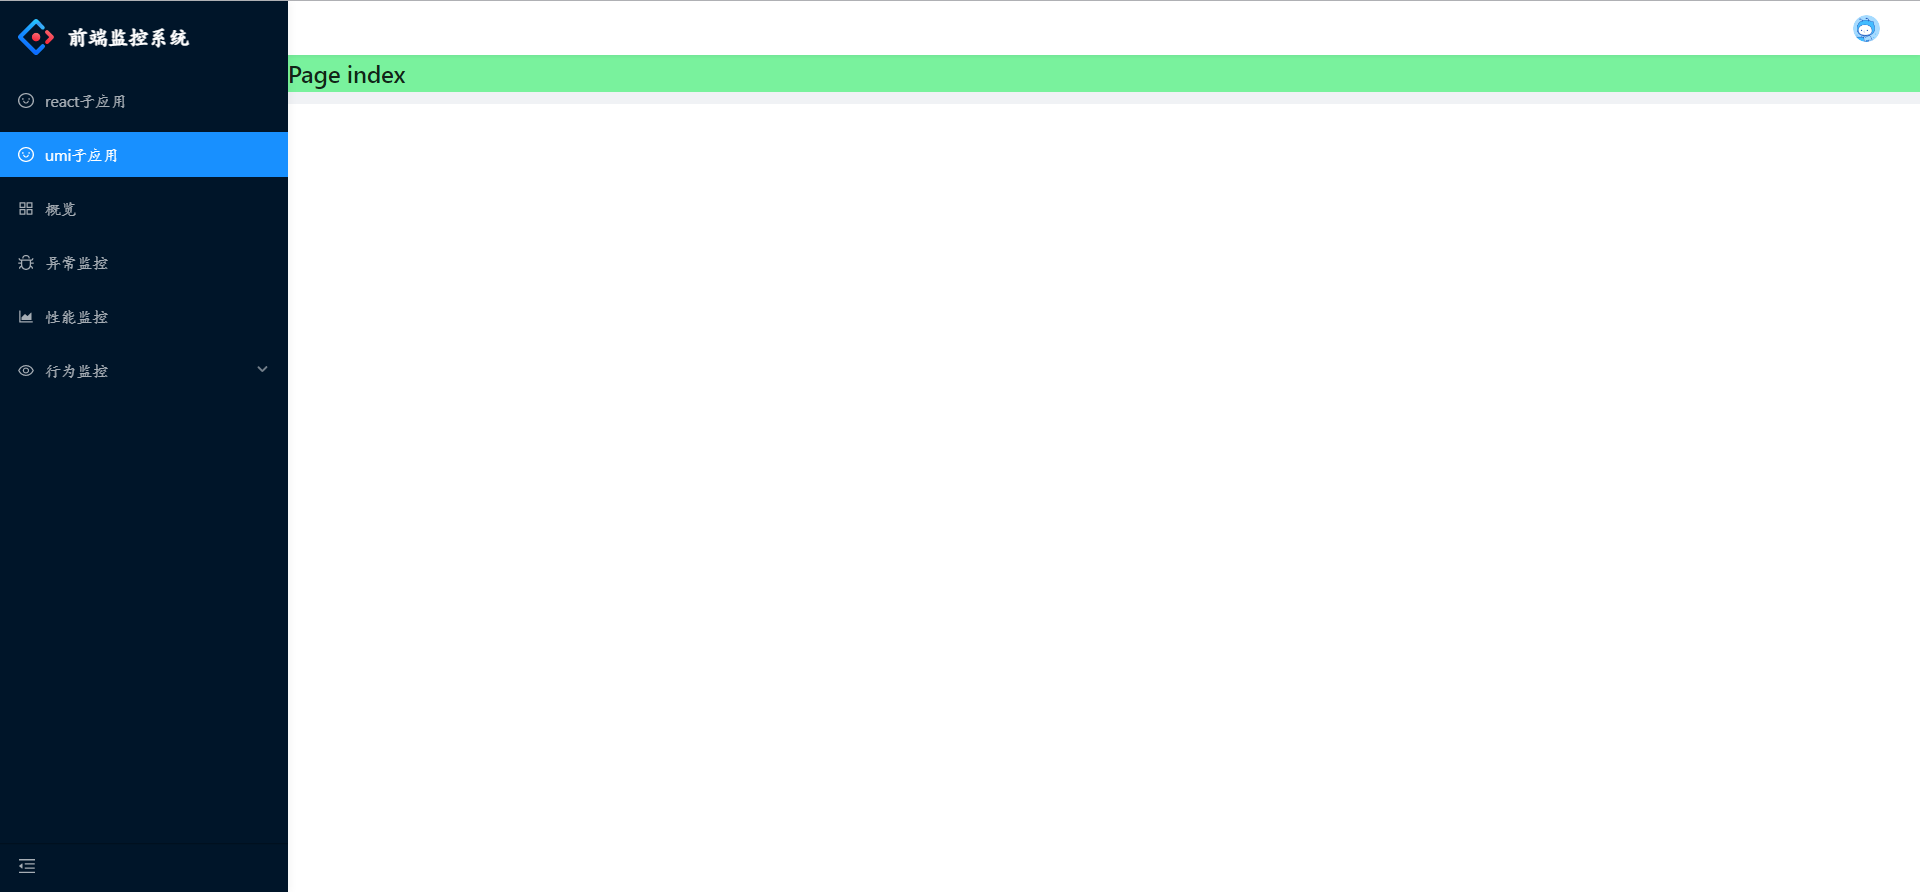 前端监控系统
react子应用
umi子应用
概览
异常监控
性能监控
行为监控
Page index